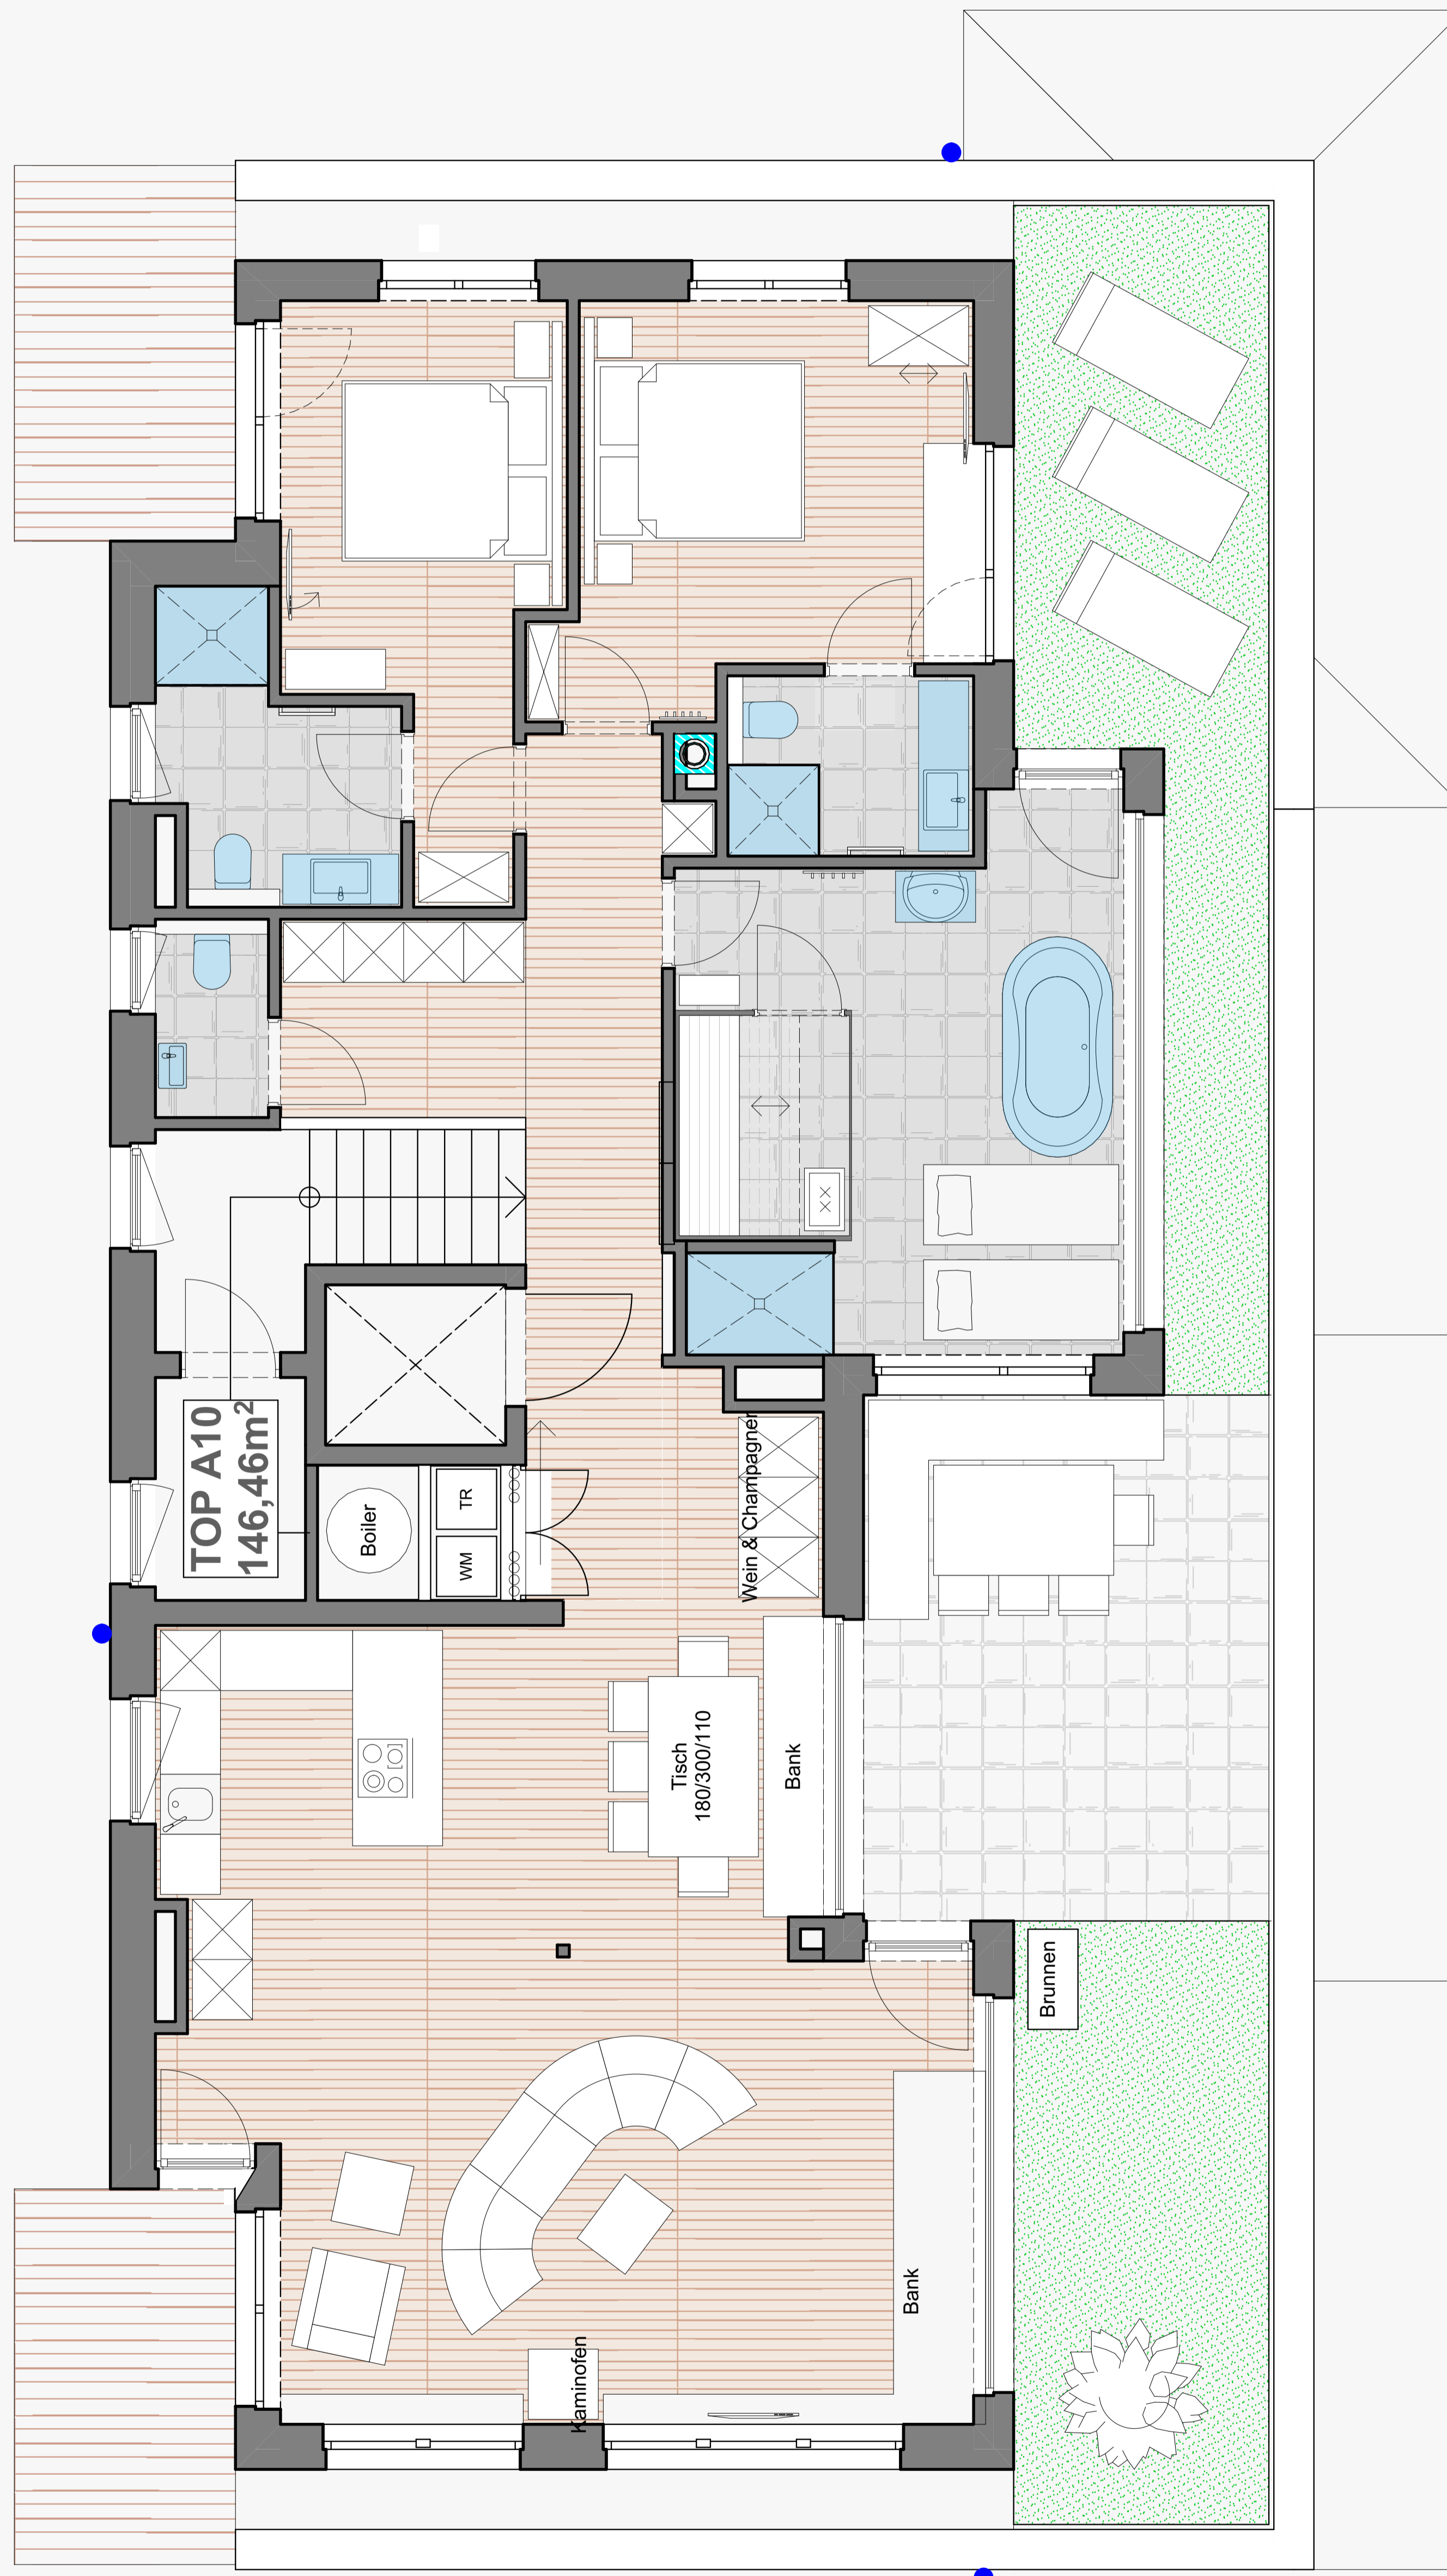 TOP A10
146,46m²
Boiler
TR
WM
Wein & Champagner
Tisch
180/300/110
Bank
Brunnen
Bank
Kaminofen